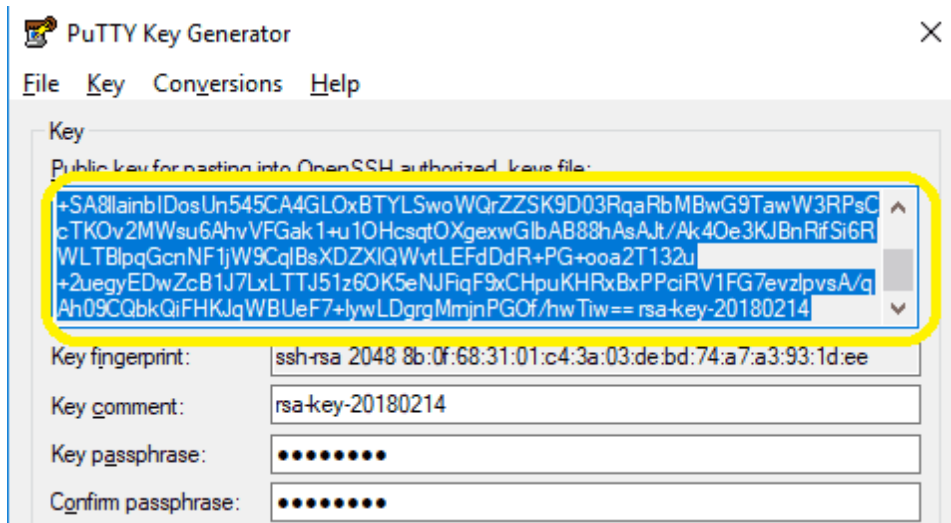 PuTTY Key Generator
File Key Conversions Help
Key
Public key for pasting into OpenSSH authorized_keys file:
+SA8llainbIDosUn545CA4GLOxBTYLSwoWQrZZSK9D03RqaRbMBwG9TawW3RPsC
cTKOv2MWsu6AhvVFGak1+u1OHcsqtOXgexwGIbAB88hAsAJt/Ak4Oe3KJBnRifSi6R
WLTBlpqGcnNF1jW9CqlBsXDZXlQWvtLEFdDdR+PG+ooa2T132u
+2uegyEDwZcB1J7LxLTTJ51z6OK5eNJFiqF9xCHpuKHRxBxPPciRV1FG7evzlpvsA/q
Ah09CQbkQiFHKJqWBUeF7+lywLDgrgMmjnPGOf/hwTiw== rsa-key-20180214
Key fingerprint: ssh-rsa 2048 8b:0f:68:31:01:c4:3a:03:de:bd:74:a7:a3:93:1d:ee
Key comment: rsa-key-20180214
Key passphrase: ●●●●●●●●
Confirm passphrase: ●●●●●●●●